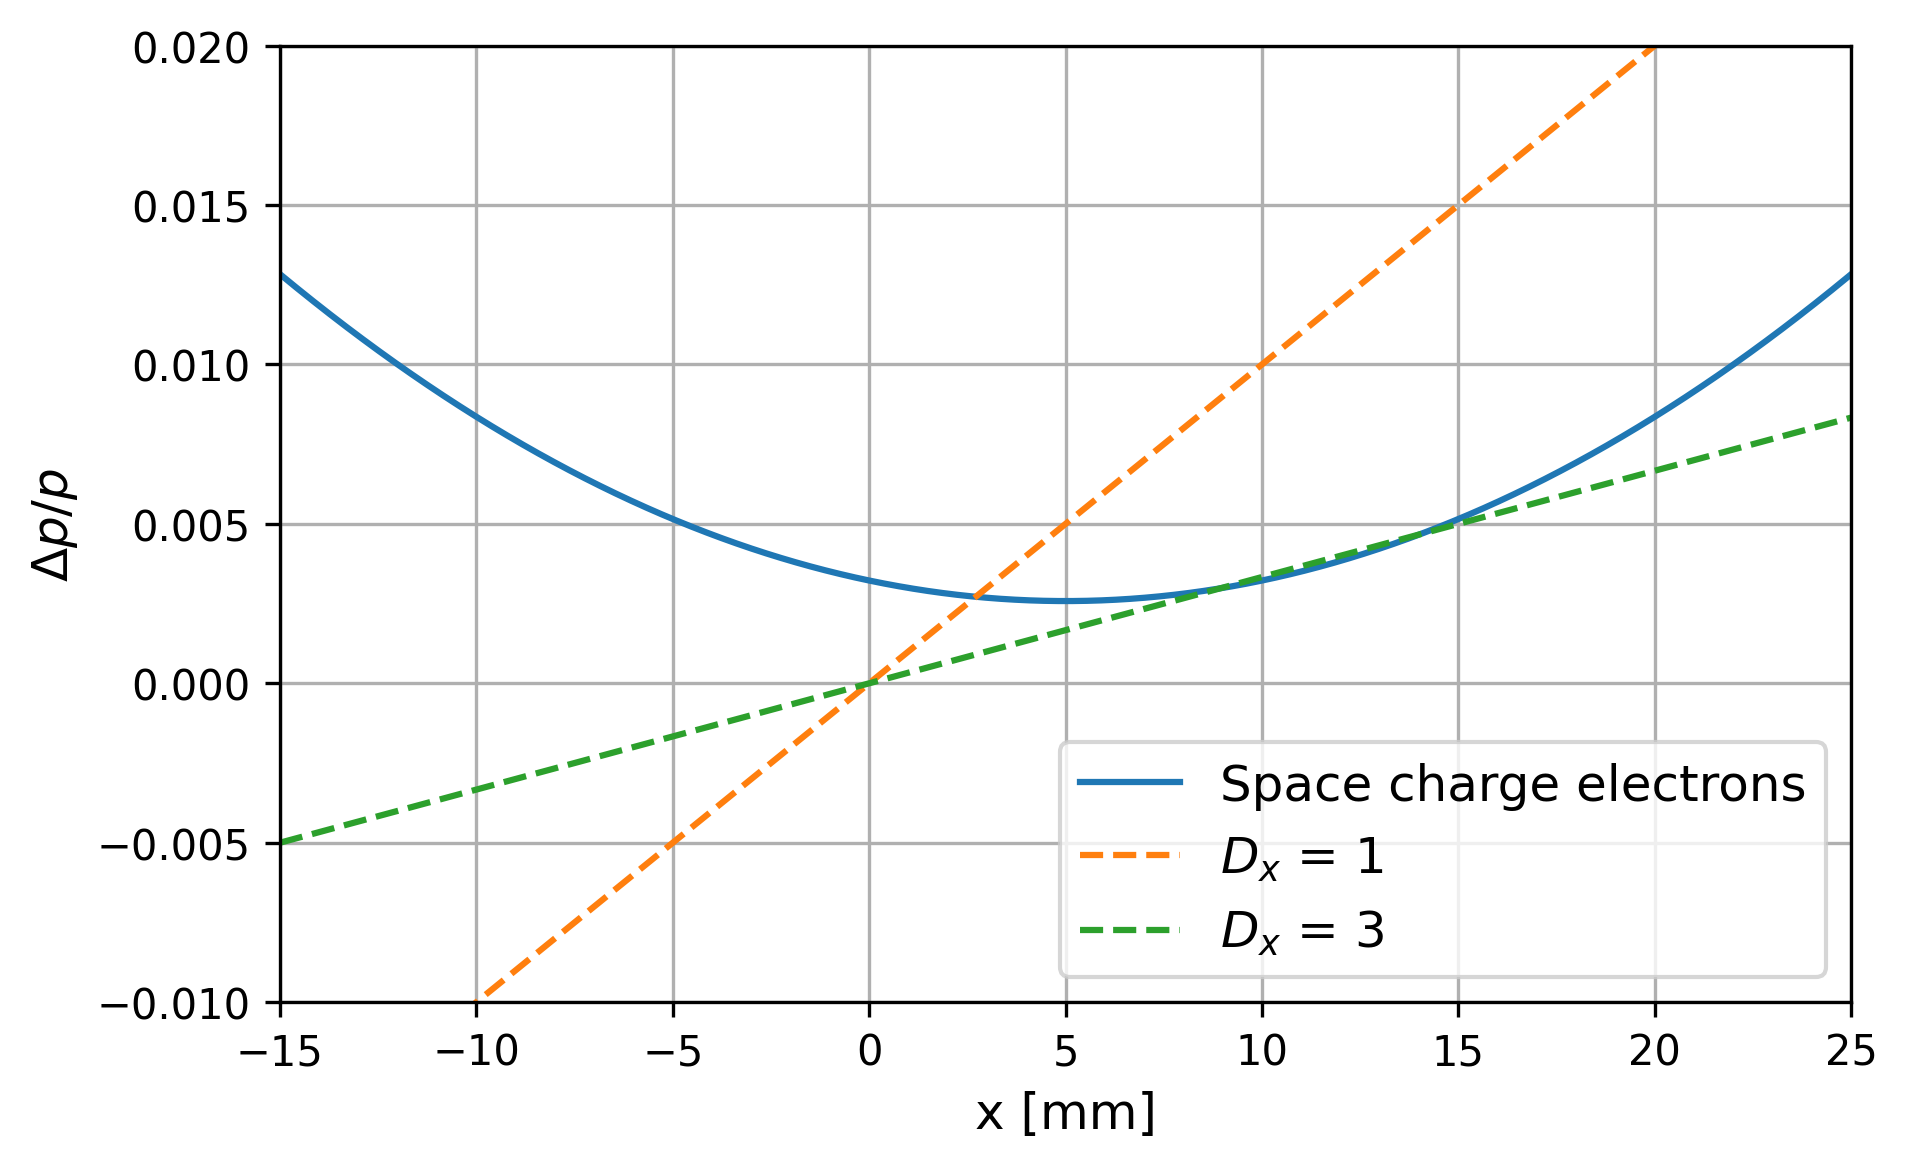 0.020
0.015
0.010
0.005
0.000
−0.005
−0.010
Δp/p
−15 −10 −5 0 5 10 15 20 25
x [mm]
Space charge electrons
Dₓ = 1
Dₓ = 3